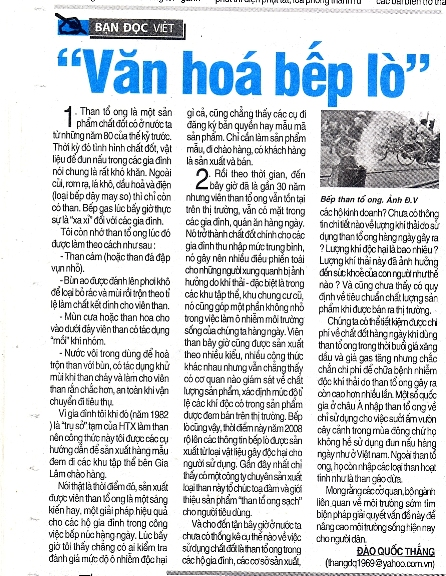 BẠN ĐỌC VIẾT
“Văn hoá bếp lò”
1. Than tổ ong là một sản
phẩm chất đốt có ở nước ta
từ những năm 80 của thế kỷ trước.
Thời kỳ đó tình hình chất đốt, vật
liệu để đun nấu trong các gia đình
nói chung là rất khó khăn. Ngoài
củi, rơm rạ, lá khô, dầu hoả và điện
(loại bếp dây may so) thì chỉ còn
có than. Bếp gas lúc bấy giờ thực
sự là “xa xỉ” đối với các gia đình.
Tôi còn nhớ than tổ ong lúc đó
được làm theo cách như sau:
- Than cám (hoặc than đá đập
vụn nhỏ).
- Bùn ao được đánh lên phơi khô
để loại bỏ rác và mùi rồi trộn theo tỉ
lệ làm chất kết dính cho viên than.
- Mùn cưa hoặc than hoa cho
vào dưới đáy viên than có tác dụng
“mồi” khi nhóm.
- Nước vôi trong dùng để hoà
trộn than với bùn, có tác dụng khử
mùi khi than cháy và làm cho viên
than rắn chắc hơn, an toàn khi vận
chuyển đi tiêu thụ.
Vì gia đình tôi khi đó (năm 1982
) là “trụ sở” tạm của HTX làm than
nên công thức này tôi được các cụ
hướng dẫn để sản xuất hàng mẫu
đem đi các khu tập thể bên Gia
Lâm chào hàng.
Nói thật là thời điểm đó, sản xuất
được viên than tổ ong là một sáng
kiến hay, một giải pháp hiệu quả
cho các hộ gia đình trong công
việc bếp núc hàng ngày. Lúc bấy
giờ tôi thấy chẳng có ai kiểm tra
đánh giá mức độ ô nhiễm độc hại
gì cả, cũng chẳng thấy các cụ đi
đăng ký bản quyền hay mẫu mã
sản phẩm. Chỉ cần làm sản phẩm
mẫu, đi chào hàng, có khách hàng
là sản xuất và bán.
2. Rồi theo thời gian, đến
bây giờ đã là gần 30 năm
nhưng viên than tổ ong vẫn tồn tại
trên thị trường, vẫn có mặt trong
các gia đình, quán ăn hàng ngày.
Nó trở thành chất đốt chính cho các
gia đình thu nhập mức trung bình,
nó gây nên nhiều điều phiền toái
cho những người xung quanh bị ảnh
hưởng do khí thải - đặc biệt là trong
các khu tập thể, khu chung cư cũ,
nó cũng góp một phần không nhỏ
trong việc làm ô nhiễm môi trường
sống của chúng ta hàng ngày. Viên
than bây giờ cũng được sản xuất
theo nhiều kiểu, nhiều công thức
khác nhau nhưng vẫn chẳng thấy
có cơ quan nào giám sát về chất
lượng sản phẩm, xác định mức độ tỉ
lệ các khí độc có trong sản phẩm
được đem bán trên thị trường. Bếp
lò cũng vậy, thời điểm này năm 2008
rộ lên các thông tin bếp lò được sản
xuất từ loại vật liệu gây độc hại cho
người sử dụng. Gần đây nhất chỉ
thấy có một công ty chuyên sản xuất
loại than này tổ chức toạ đàm và giới
thiệu sản phẩm “than tổ ong sạch”
cho người tiêu dùng.
Và cho đến tận bây giờ ở nước ta
chưa có thống kê cụ thể nào về việc
sử dụng chất đốt là than tổ ong trong
các hộ gia đình, các cơ sở sản xuất,
Bếp than tổ ong. Ảnh Đ.V
các hộ kinh doanh? Chưa có thông
tin chi tiết nào về lượng khí thải do sử
dụng than tổ ong hàng ngày gây ra
? Lượng khí độc hại là bao nhiêu ?
Lượng khí thải này đã ảnh hưởng
đến sức khoẻ của con người như thế
nào ? Và cũng chưa thấy có quy
định về tiêu chuẩn chất lượng sản
phẩm khi được bán ra thị trường.
Chúng ta có thể tiết kiệm được chi
phí về chất đốt hàng ngày khi dùng
than tổ ong trong thời buổi giá xăng
dầu và giá gas tăng nhưng chắc
chắn chi phí để chữa bệnh nhiễm
độc khí thải do than tổ ong gây ra
còn cao hơn nhiều lần. Một số quốc
gia ở châu Á nhập than tổ ong về
chỉ sử dụng cho việc sưởi ấm vườn
cây cảnh trong mùa đông chứ họ
không hề sử dụng đun nấu hàng
ngày như ở Việt nam. Ngoài than tổ
ong, họ còn nhập các loại than hoạt
tính như là than gáo dừa.
Mong rằng các cơ quan, bộ ngành
liên quan về môi trường sớm tìm
biện pháp giải quyết vấn đề này để
nâng cao môi trường sống hiện nay
cho người dân.
ĐÀO QUỐC THẮNG
(thangdq1969@yahoo.com.vn)